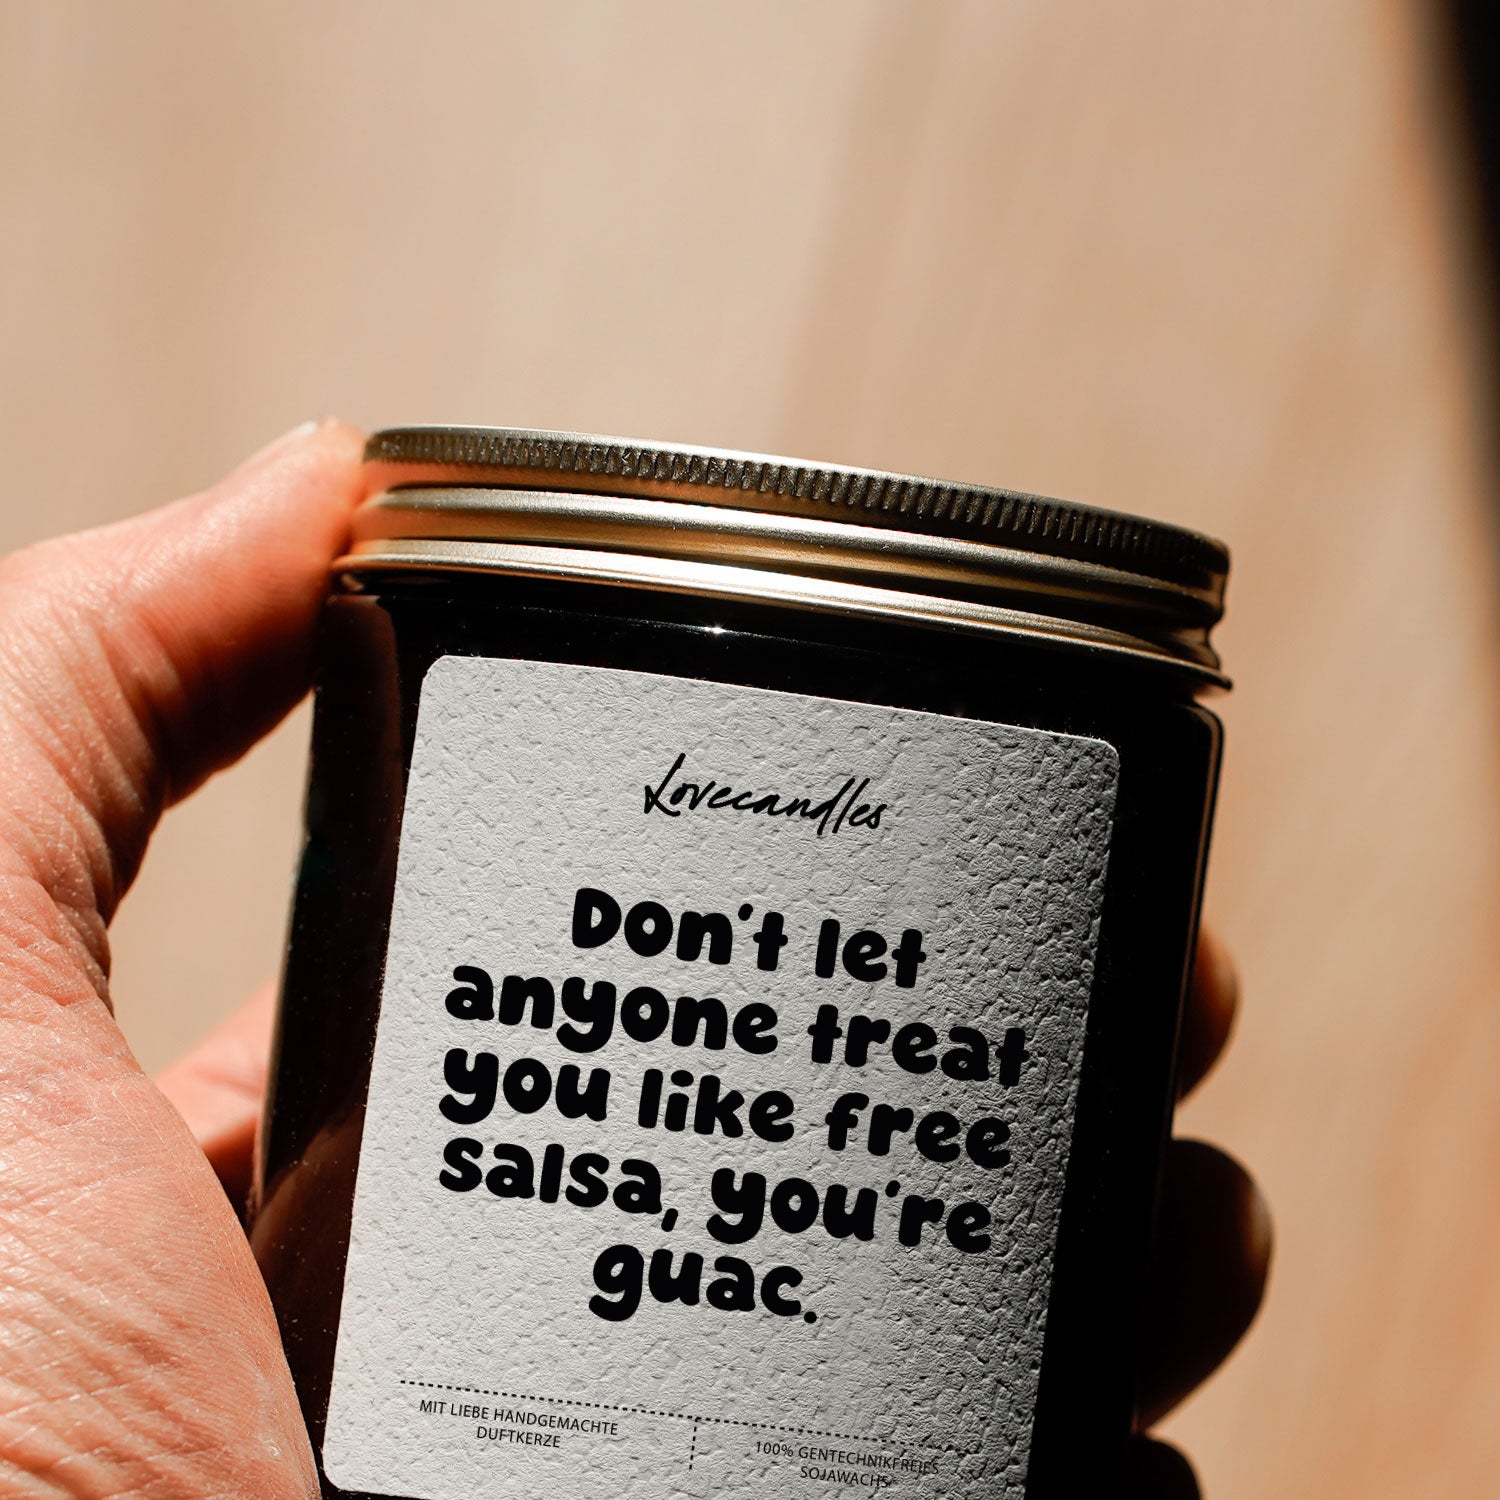 Lovecandles
Don't let
anyone treat
you like free
salsa, you're
guac.
MIT LIEBE HANDGEMACHTE
DUFTKERZE
100% GENTECHNIKFREIES
SOJAWACHS